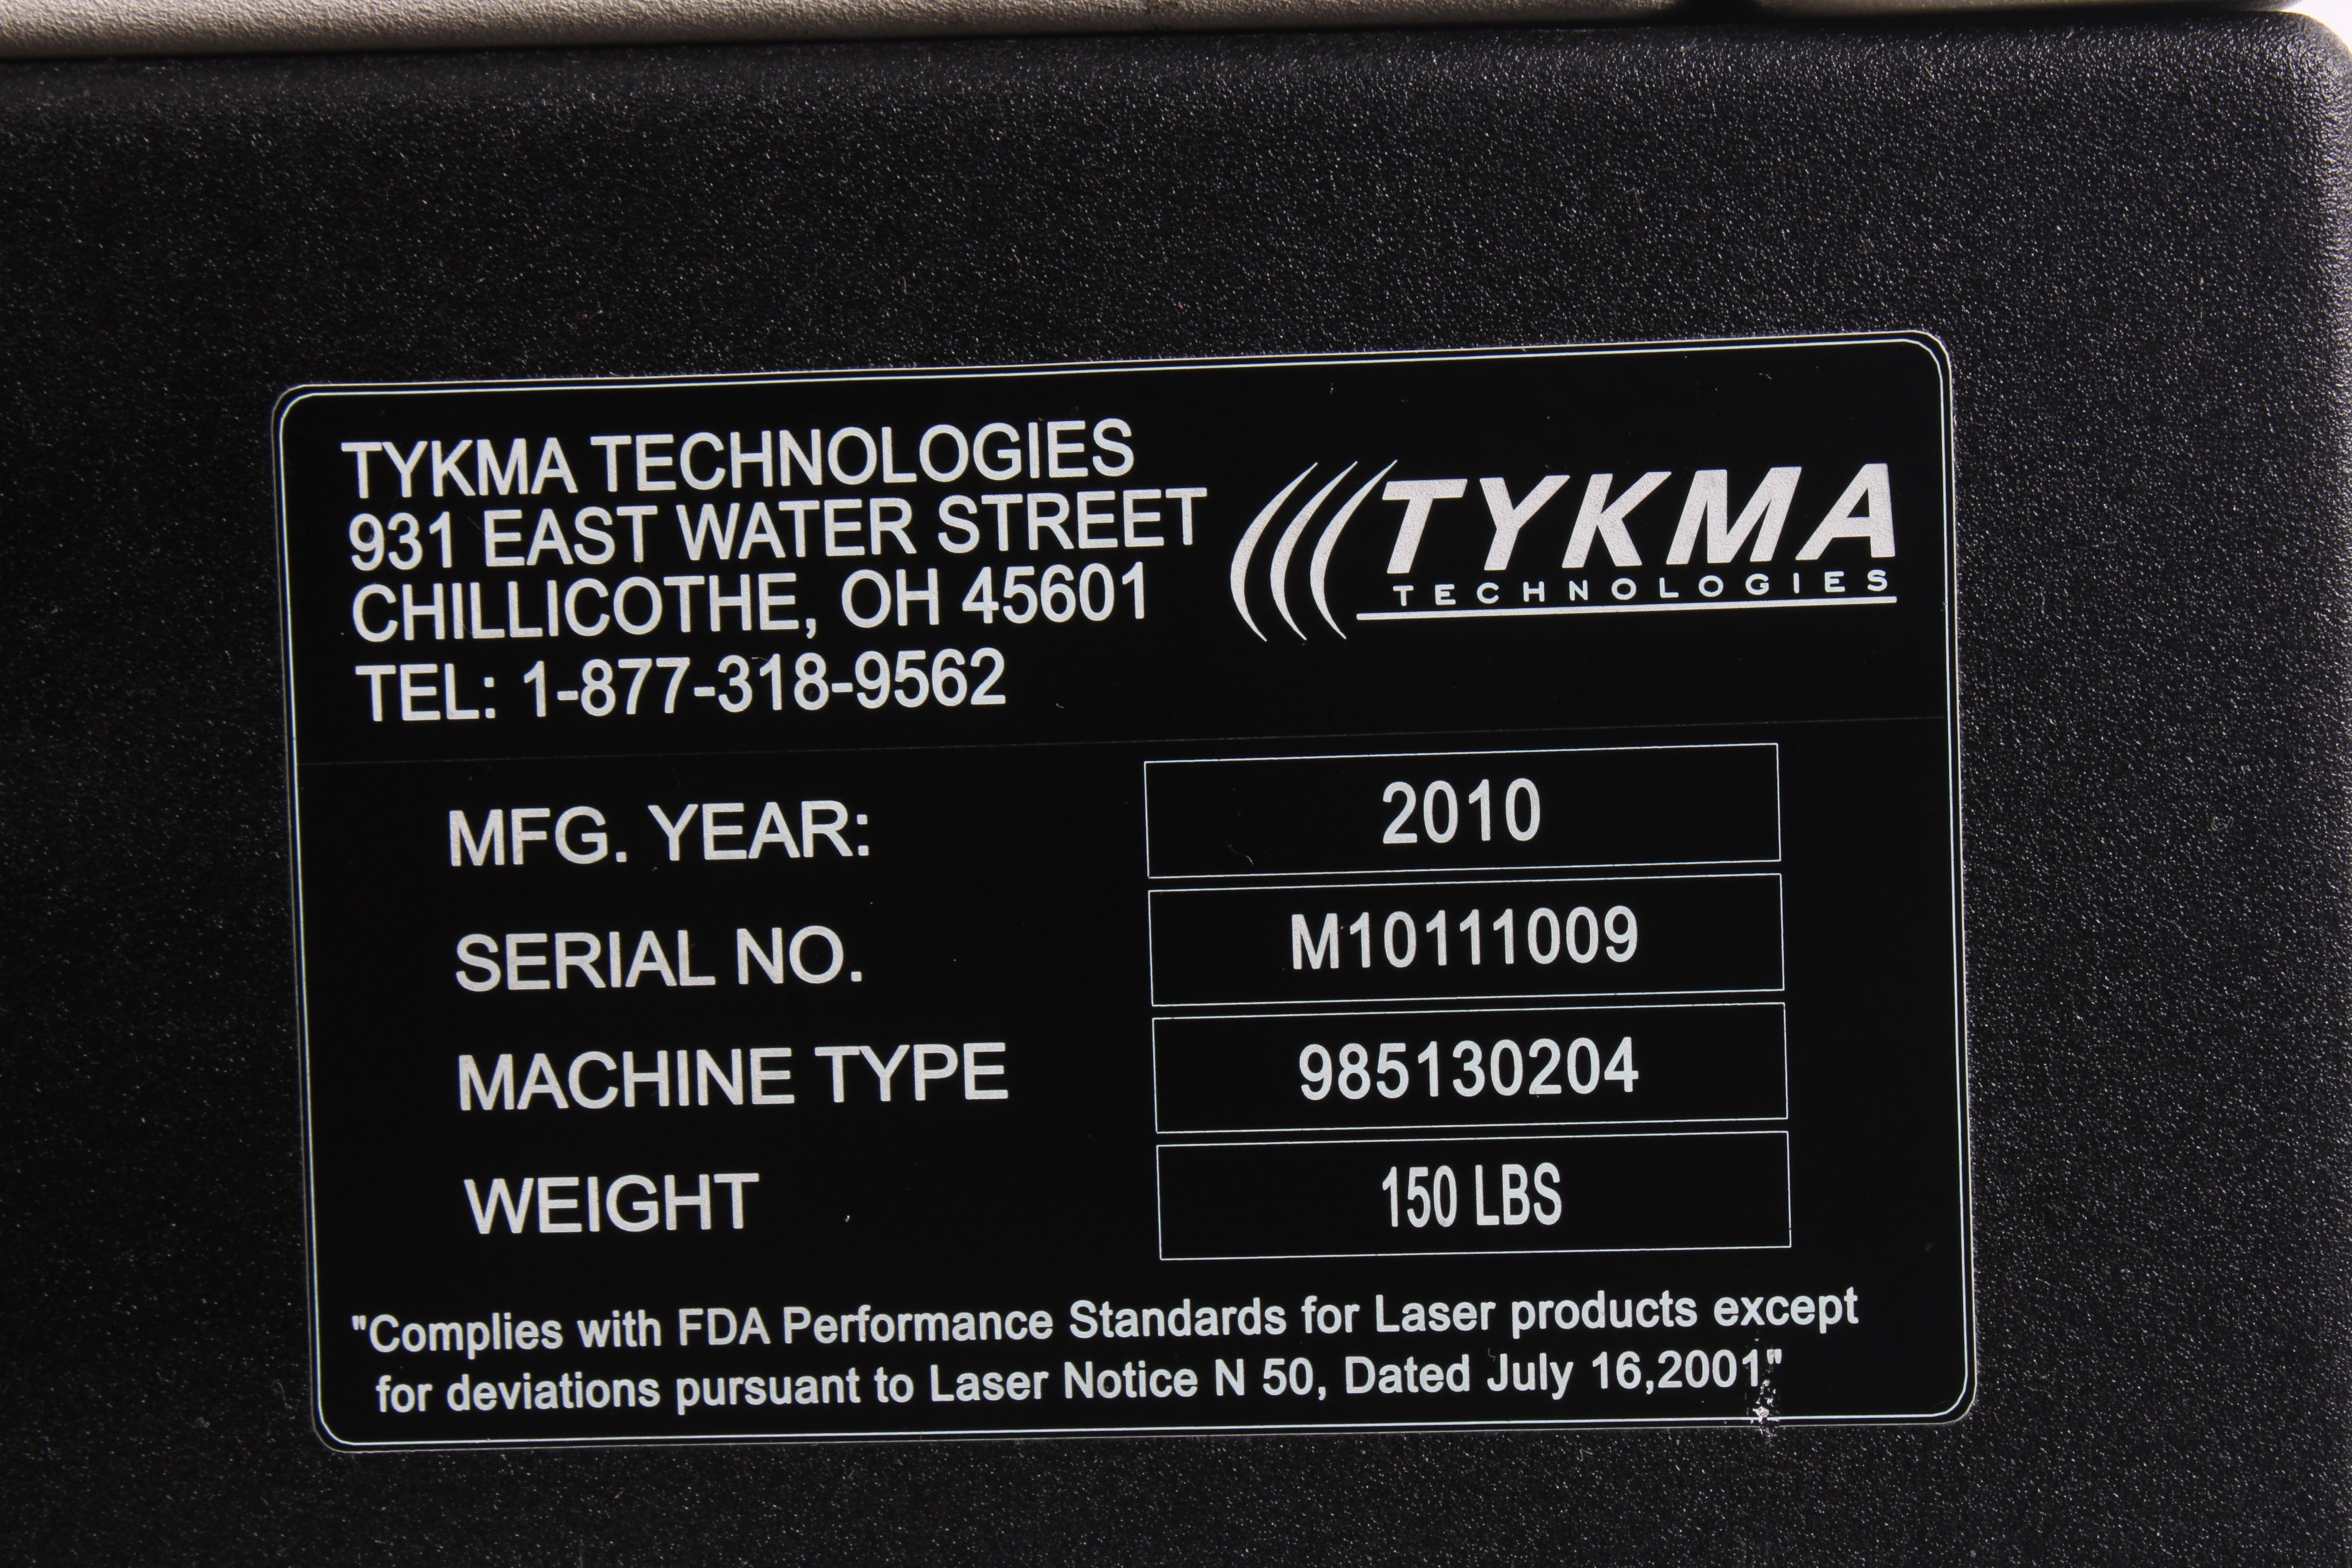 TYKMA TECHNOLOGIES
931 EAST WATER STREET
CHILLICOTHE, OH 45601
TEL: 1-877-318-9562
TYKMA
TECHNOLOGIES
MFG. YEAR: 2010
SERIAL NO. M10111009
MACHINE TYPE 985130204
WEIGHT 150 LBS
"Complies with FDA Performance Standards for Laser products except
for deviations pursuant to Laser Notice N 50, Dated July 16,2001"